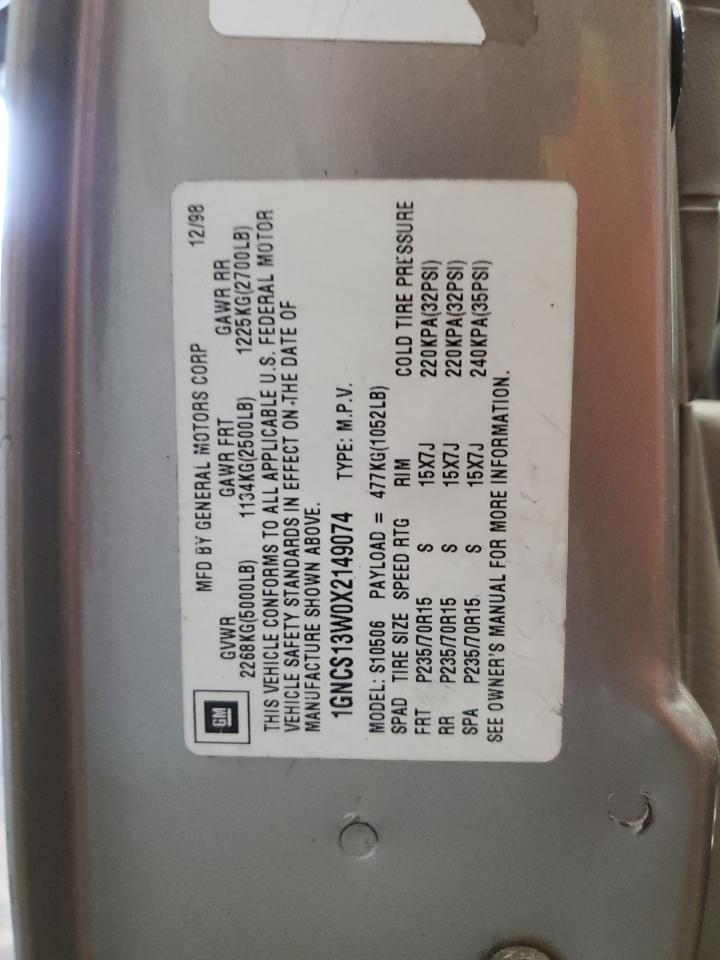 GM
MFD BY GENERAL MOTORS CORP 12/98
GVWR GAWR FRT GAWR RR
2268KG(5000LB) 1134KG(2500LB) 1225KG(2700LB)
THIS VEHICLE CONFORMS TO ALL APPLICABLE U.S. FEDERAL MOTOR
VEHICLE SAFETY STANDARDS IN EFFECT ON THE DATE OF
MANUFACTURE SHOWN ABOVE.
1GNCS13W0X2149074 TYPE: M.P.V.
MODEL: S10506 PAYLOAD = 477KG(1052LB)
SPAD TIRE SIZE SPEED RTG RIM COLD TIRE PRESSURE
FRT P235/70R15 S 15X7J 220KPA(32PSI)
RR P235/70R15 S 15X7J 220KPA(32PSI)
SPA P235/70R15 S 15X7J 240KPA(35PSI)
SEE OWNER'S MANUAL FOR MORE INFORMATION.